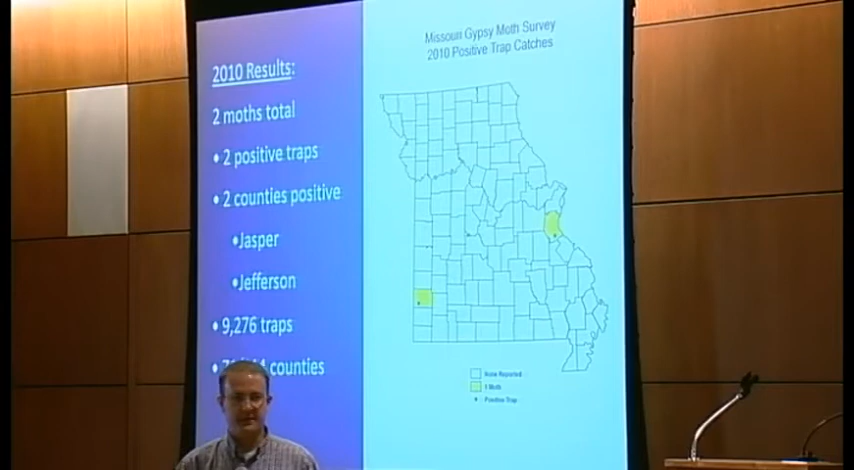 2010 Results:
2 moths total
• 2 positive traps
• 2 counties positive
•Jasper
•Jefferson
• 9,276 traps
• counties
Missouri Gypsy Moth Survey
2010 Positive Trap Catches
None Reported
1 Moth
Positive Trap